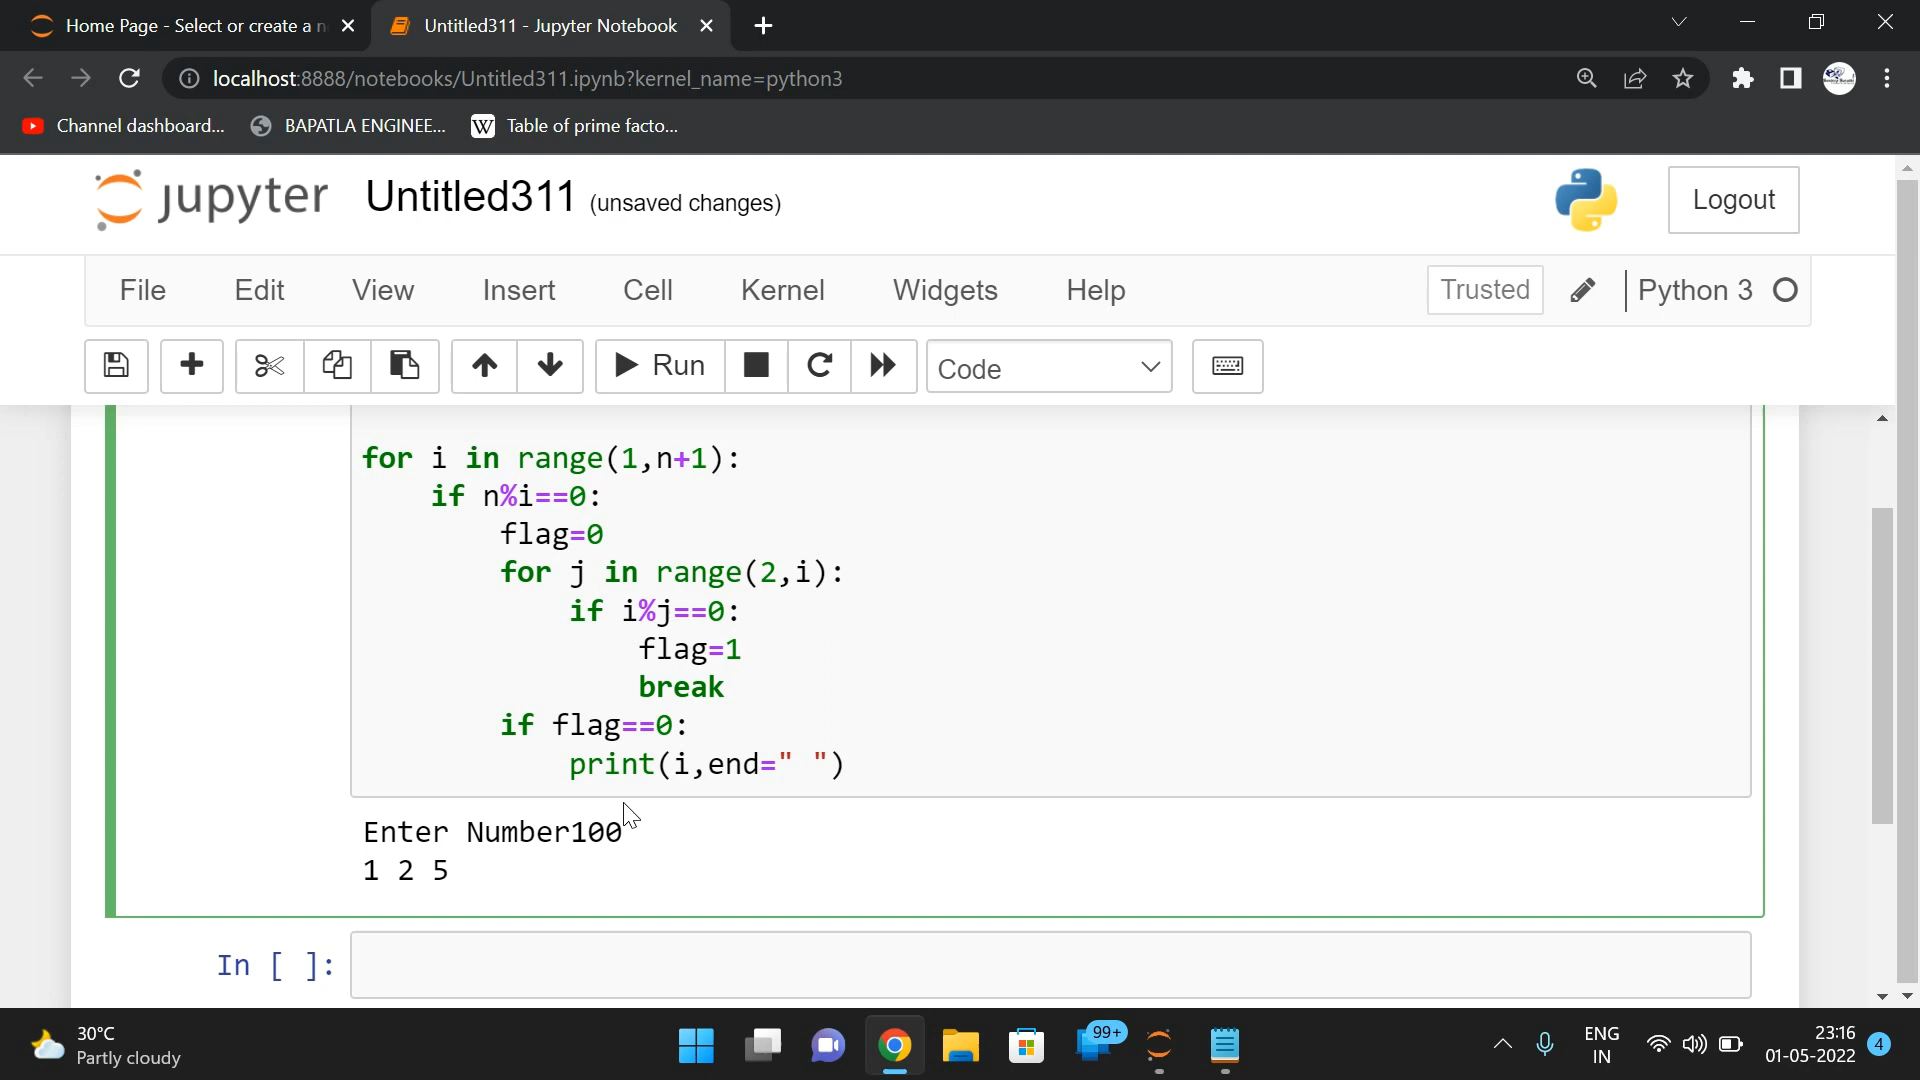 Home Page - Select or create a n
Untitled311 - Jupyter Notebook
localhost:8888/notebooks/Untitled311.ipynb?kernel_name=python3
Channel dashboard...
BAPATLA ENGINEE...
W Table of prime facto...
jupyter Untitled311 (unsaved changes)
Logout
File Edit View Insert Cell Kernel Widgets Help
Trusted
Python 3
Run
Code
for i in range(1,n+1):
    if n%i==0:
        flag=0
        for j in range(2,i):
            if i%j==0:
                flag=1
                break
        if flag==0:
            print(i,end=" ")
Enter Number100
1 2 5
In [ ]:
30°C
Partly cloudy
99+
ENG
IN
23:16
01-05-2022
4